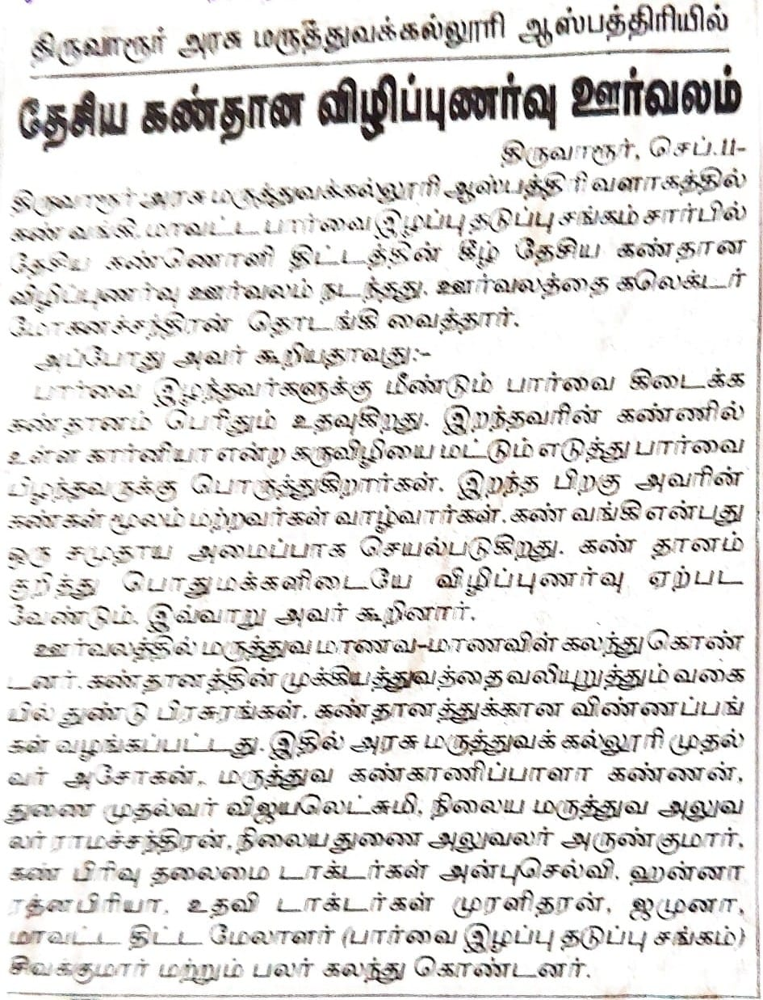 திருவாரூர் அரசு மருத்துவக்கல்லூரி ஆஸ்பத்திரியில்
தேசிய கண்தான விழிப்புணர்வு ஊர்வலம்
திருவாரூர், செப்.11-
திருவாரூர் அரசு மருத்துவக்கல்லூரி ஆஸ்பத்திரி வளாகத்தில்
கண் வங்கி, மாவட்ட பார்வை இழப்பு தடுப்பு சங்கம் சார்பில்
தேசிய கண்ணொளி திட்டத்தின் கீழ் தேசிய கண்தான
விழிப்புணர்வு ஊர்வலம் நடந்தது. ஊர்வலத்தை கலெக்டர்
மோகனச்சந்திரன் தொடங்கி வைத்தார்.
அப்போது அவர் கூறியதாவது:-
பார்வை இழந்தவர்களுக்கு மீண்டும் பார்வை கிடைக்க
கண்தானம் பெரிதும் உதவுகிறது. இறந்தவரின் கண்ணில்
உள்ள கார்னியா என்ற கருவிழியை மட்டும் எடுத்து பார்வை
யிழந்தவருக்கு பொருத்துகிறார்கள். இறந்த பிறகு அவரின்
கண்கள் மூலம் மற்றவர்கள் வாழ்வார்கள். கண் வங்கி என்பது
ஒரு சமுதாய அமைப்பாக செயல்படுகிறது. கண் தானம்
குறித்து பொதுமக்களிடையே விழிப்புணர்வு ஏற்பட
வேண்டும். இவ்வாறு அவர் கூறினார்.
ஊர்வலத்தில் மருத்துவ மாணவ-மாணவிள் கலந்து கொண்
டனர். கண்தானத்தின் முக்கியத்துவத்தை வலியுறுத்தும் வகை
யில் துண்டு பிரசுரங்கள், கண்தானத்துக்கான விண்ணப்பங்
கள் வழங்கப்பட்டது. இதில் அரசு மருத்துவக் கல்லூரி முதல்
வர் அசோகன், மருத்துவ கண்காணிப்பாளா கண்ணன்,
துணை முதல்வர் விஜயலெட்சுமி, நிலைய மருத்துவ அலுவ
லர் ராமச்சந்திரன், நிலைய துணை அலுவலர் அருண்குமார்,
கண் பிரிவு தலைமை டாக்டர்கள் அன்புசெல்வி, ஹன்னா
ரத்னபிரியா, உதவி டாக்டர்கள் முரளிதரன், ஜமுனா,
மாவட்ட திட்ட மேலாளர் (பார்வை இழப்பு தடுப்பு சங்கம்)
சிவக்குமார் மற்றும் பலர் கலந்து கொண்டனர்.